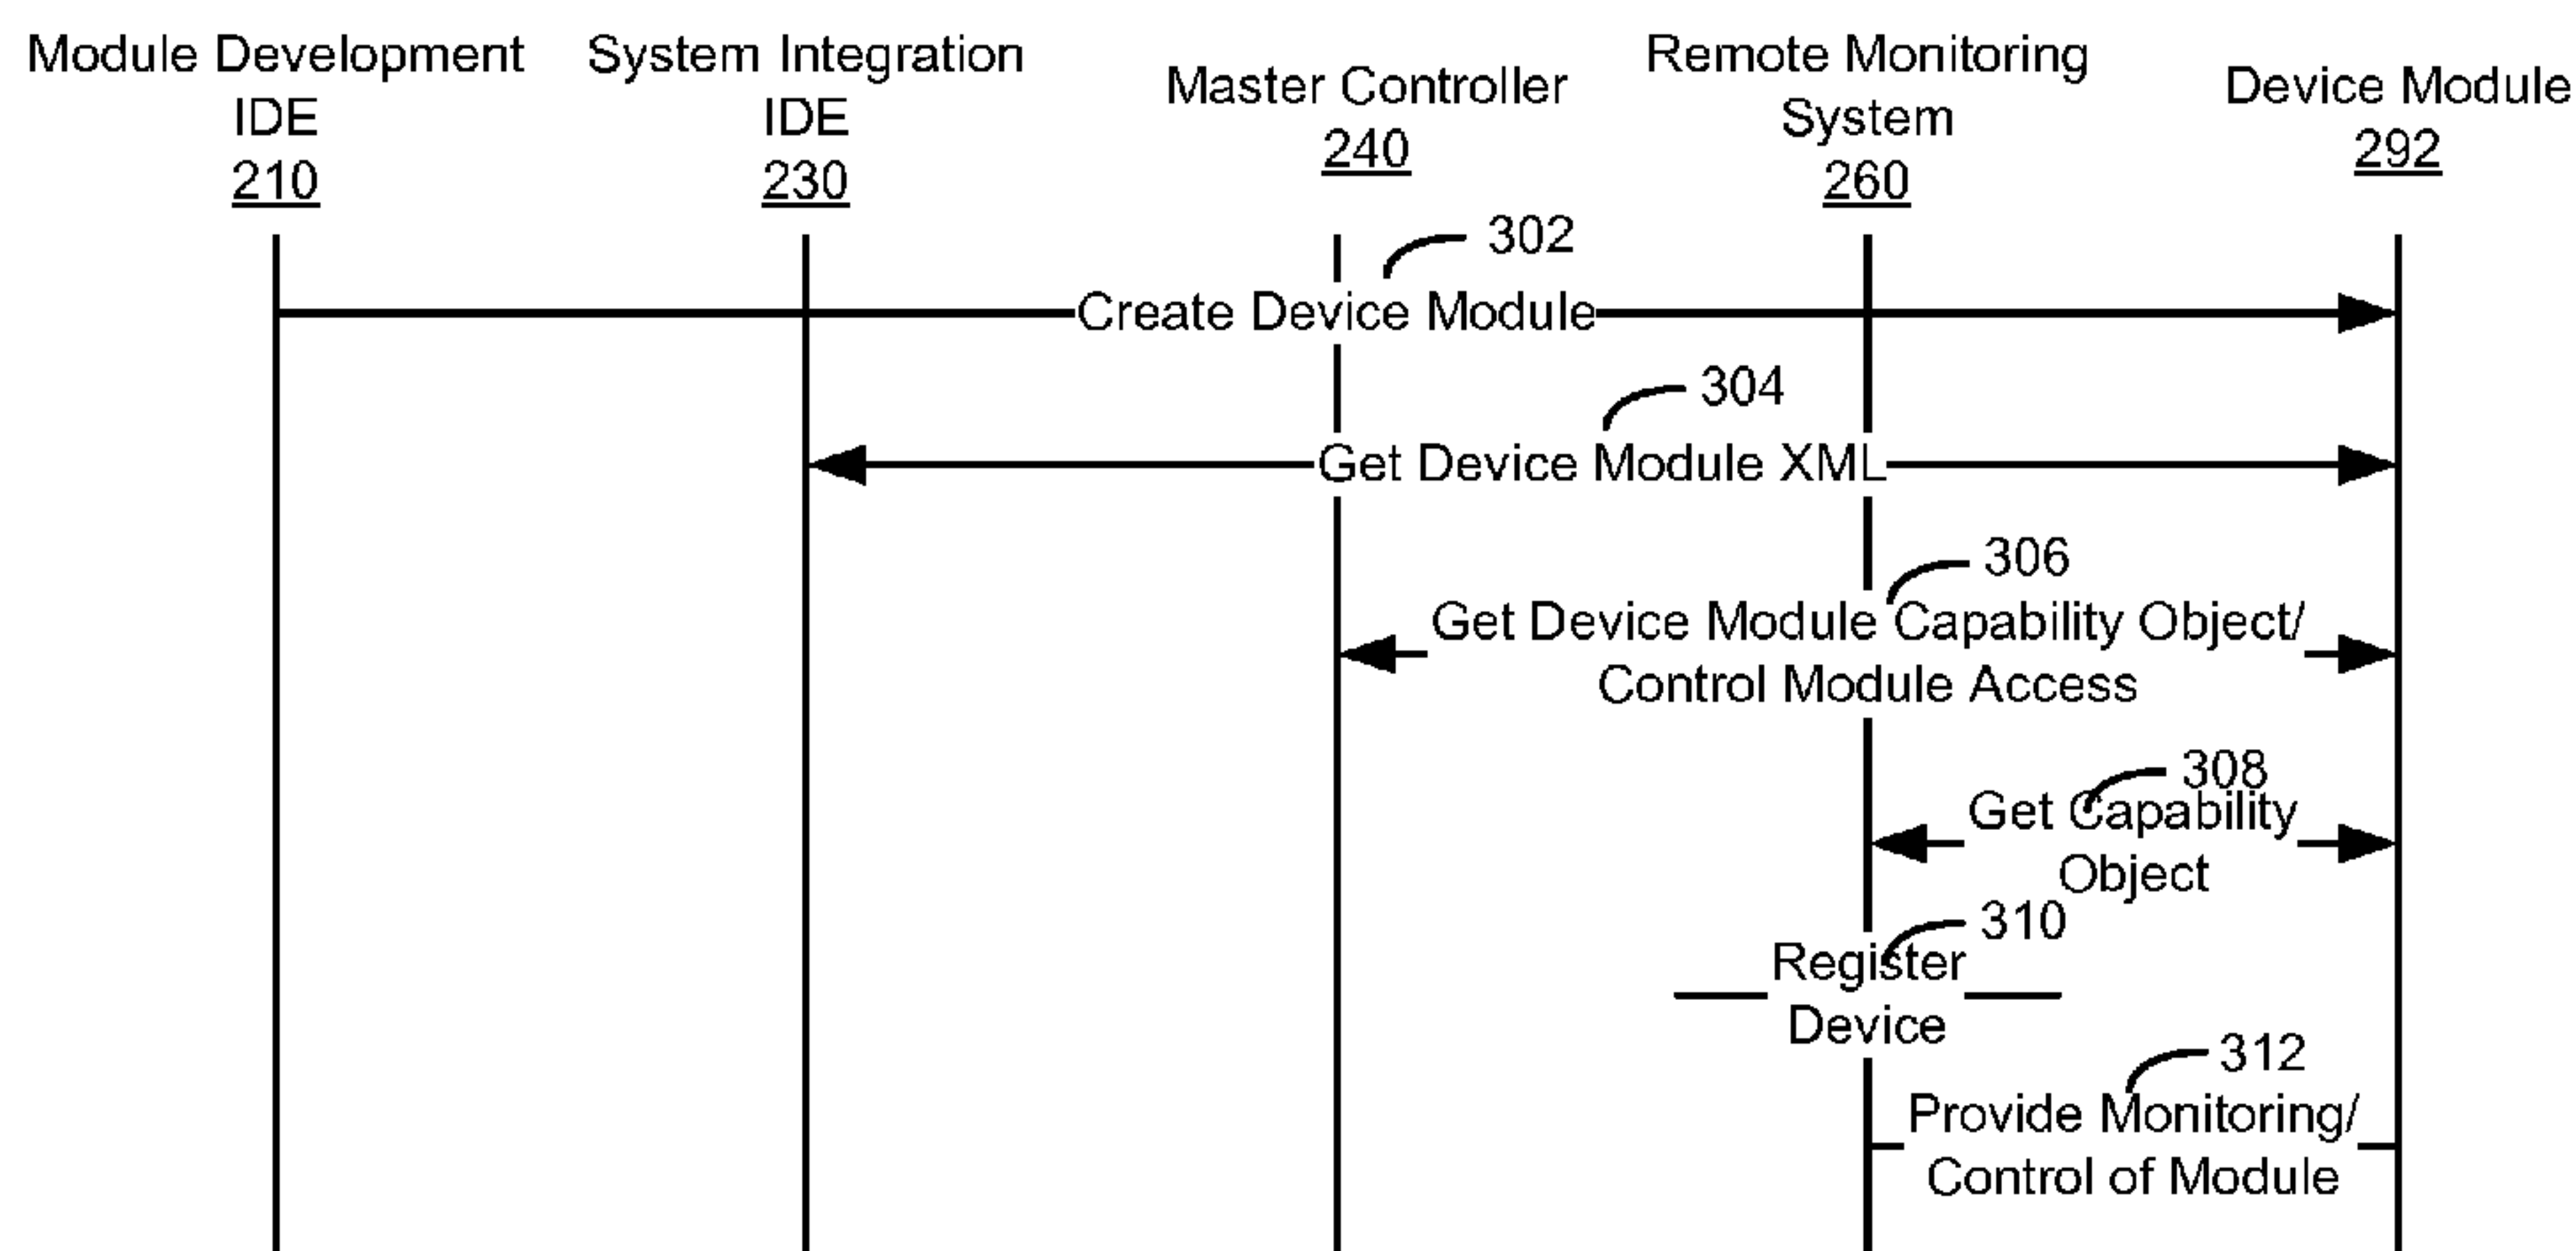 Module Development
IDE
210
System Integration
IDE
230
Master Controller
240
Remote Monitoring
System
260
Device Module
292
302
Create Device Module
304
Get Device Module XML
306
Get Device Module Capability Object/
Control Module Access
308
Get Capability
Object
310
Register
Device
312
Provide Monitoring/
Control of Module